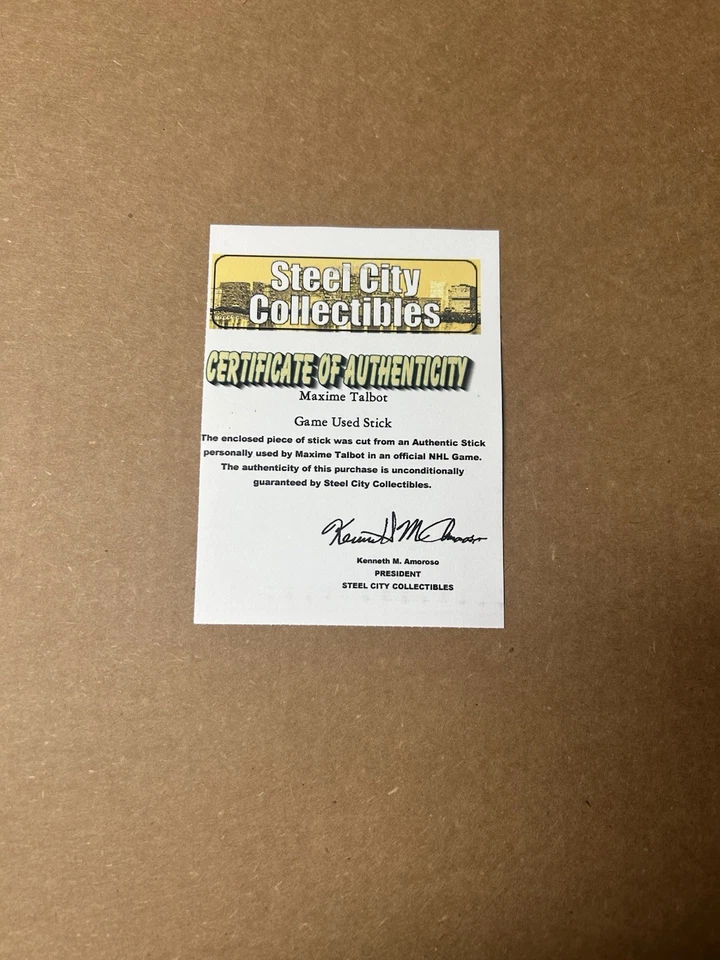 Steel City
Collectibles
CERTIFICATE OF AUTHENTICITY
Maxime Talbot
Game Used Stick
The enclosed piece of stick was cut from an Authentic Stick
personally used by Maxime Talbot in an official NHL Game.
The authenticity of this purchase is unconditionally
guaranteed by Steel City Collectibles.
Kenneth M. Amoroso
Kenneth M. Amoroso
PRESIDENT
STEEL CITY COLLECTIBLES